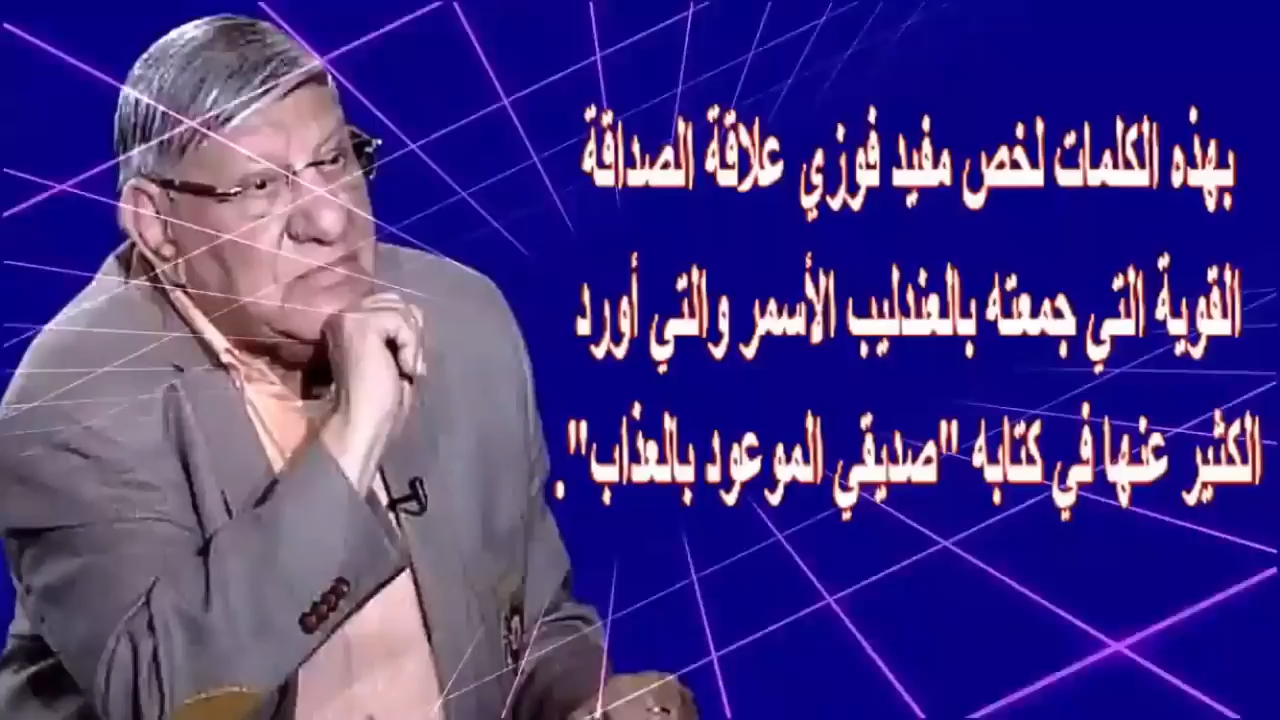 بهذه الكلمات لخص مفيد فوزي علاقة الصداقة
القوية التي جمعته بالعندليب الأسمر والتي أورد
الكثير عنها في كتابه "صديقي الموعود بالعذاب".